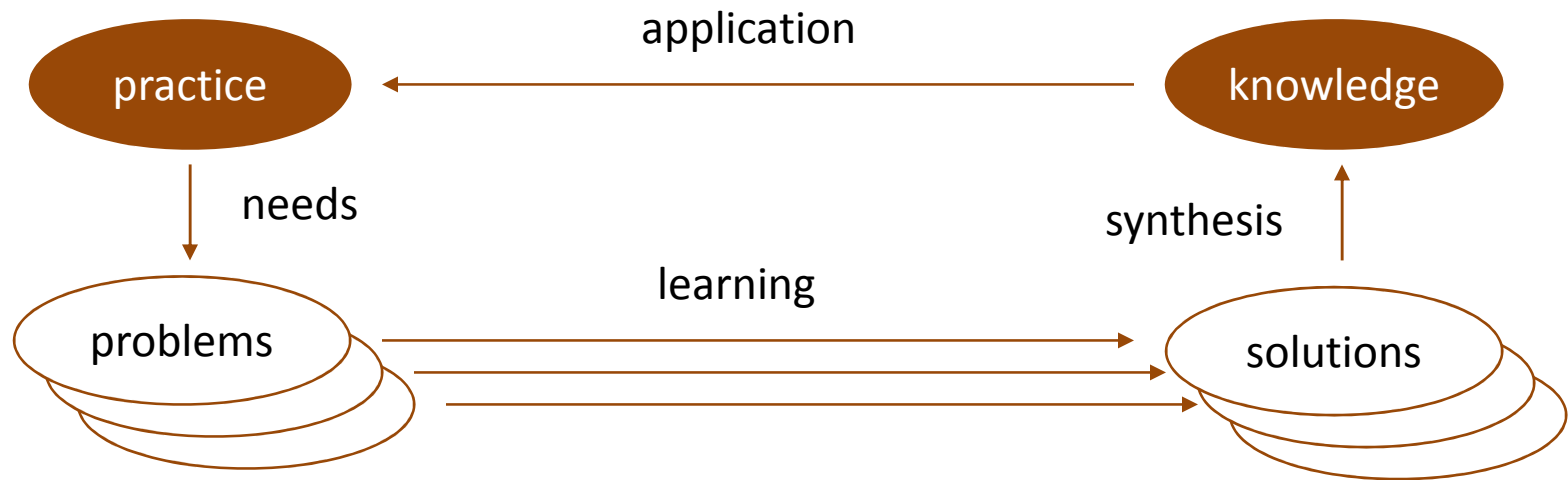 application
practice
knowledge
needs
synthesis
learning
problems
solutions